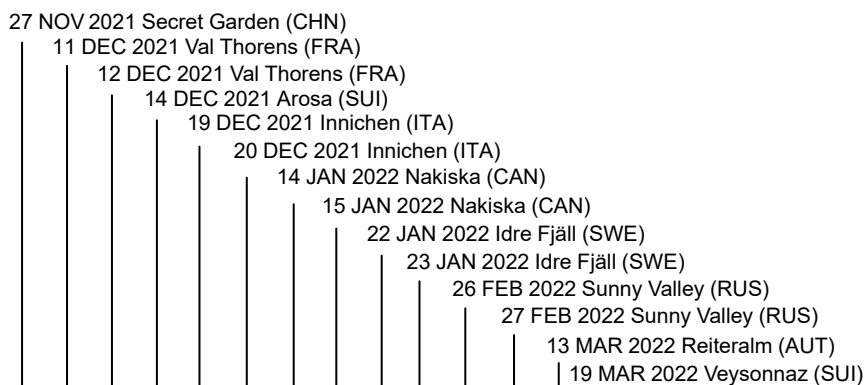 27 NOV 2021 Secret Garden (CHN)
11 DEC 2021 Val Thorens (FRA)
12 DEC 2021 Val Thorens (FRA)
14 DEC 2021 Arosa (SUI)
19 DEC 2021 Innichen (ITA)
20 DEC 2021 Innichen (ITA)
14 JAN 2022 Nakiska (CAN)
15 JAN 2022 Nakiska (CAN)
22 JAN 2022 Idre Fjäll (SWE)
23 JAN 2022 Idre Fjäll (SWE)
26 FEB 2022 Sunny Valley (RUS)
27 FEB 2022 Sunny Valley (RUS)
13 MAR 2022 Reiteralm (AUT)
19 MAR 2022 Veysonnaz (SUI)